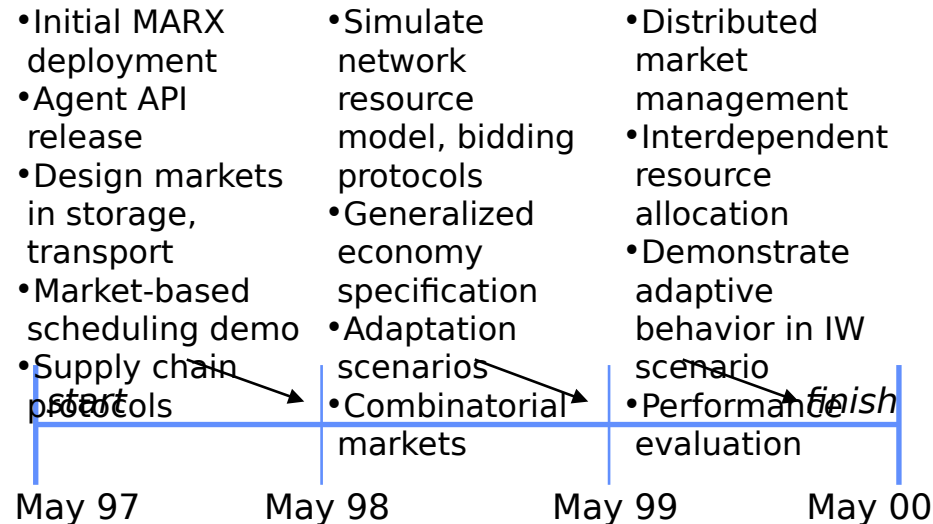 •Initial MARX
deployment
•Agent API
release
•Design markets
in storage,
transport
•Market-based
scheduling demo
•Supply chain
protocols
•Simulate
network
resource
model, bidding
protocols
•Generalized
economy
specification
•Adaptation
scenarios
•Combinatorial
markets
•Distributed
market
management
•Interdependent
resource
allocation
•Demonstrate
adaptive
behavior in IW
scenario
•Performance
evaluation
start
finish
May 97
May 98
May 99
May 00